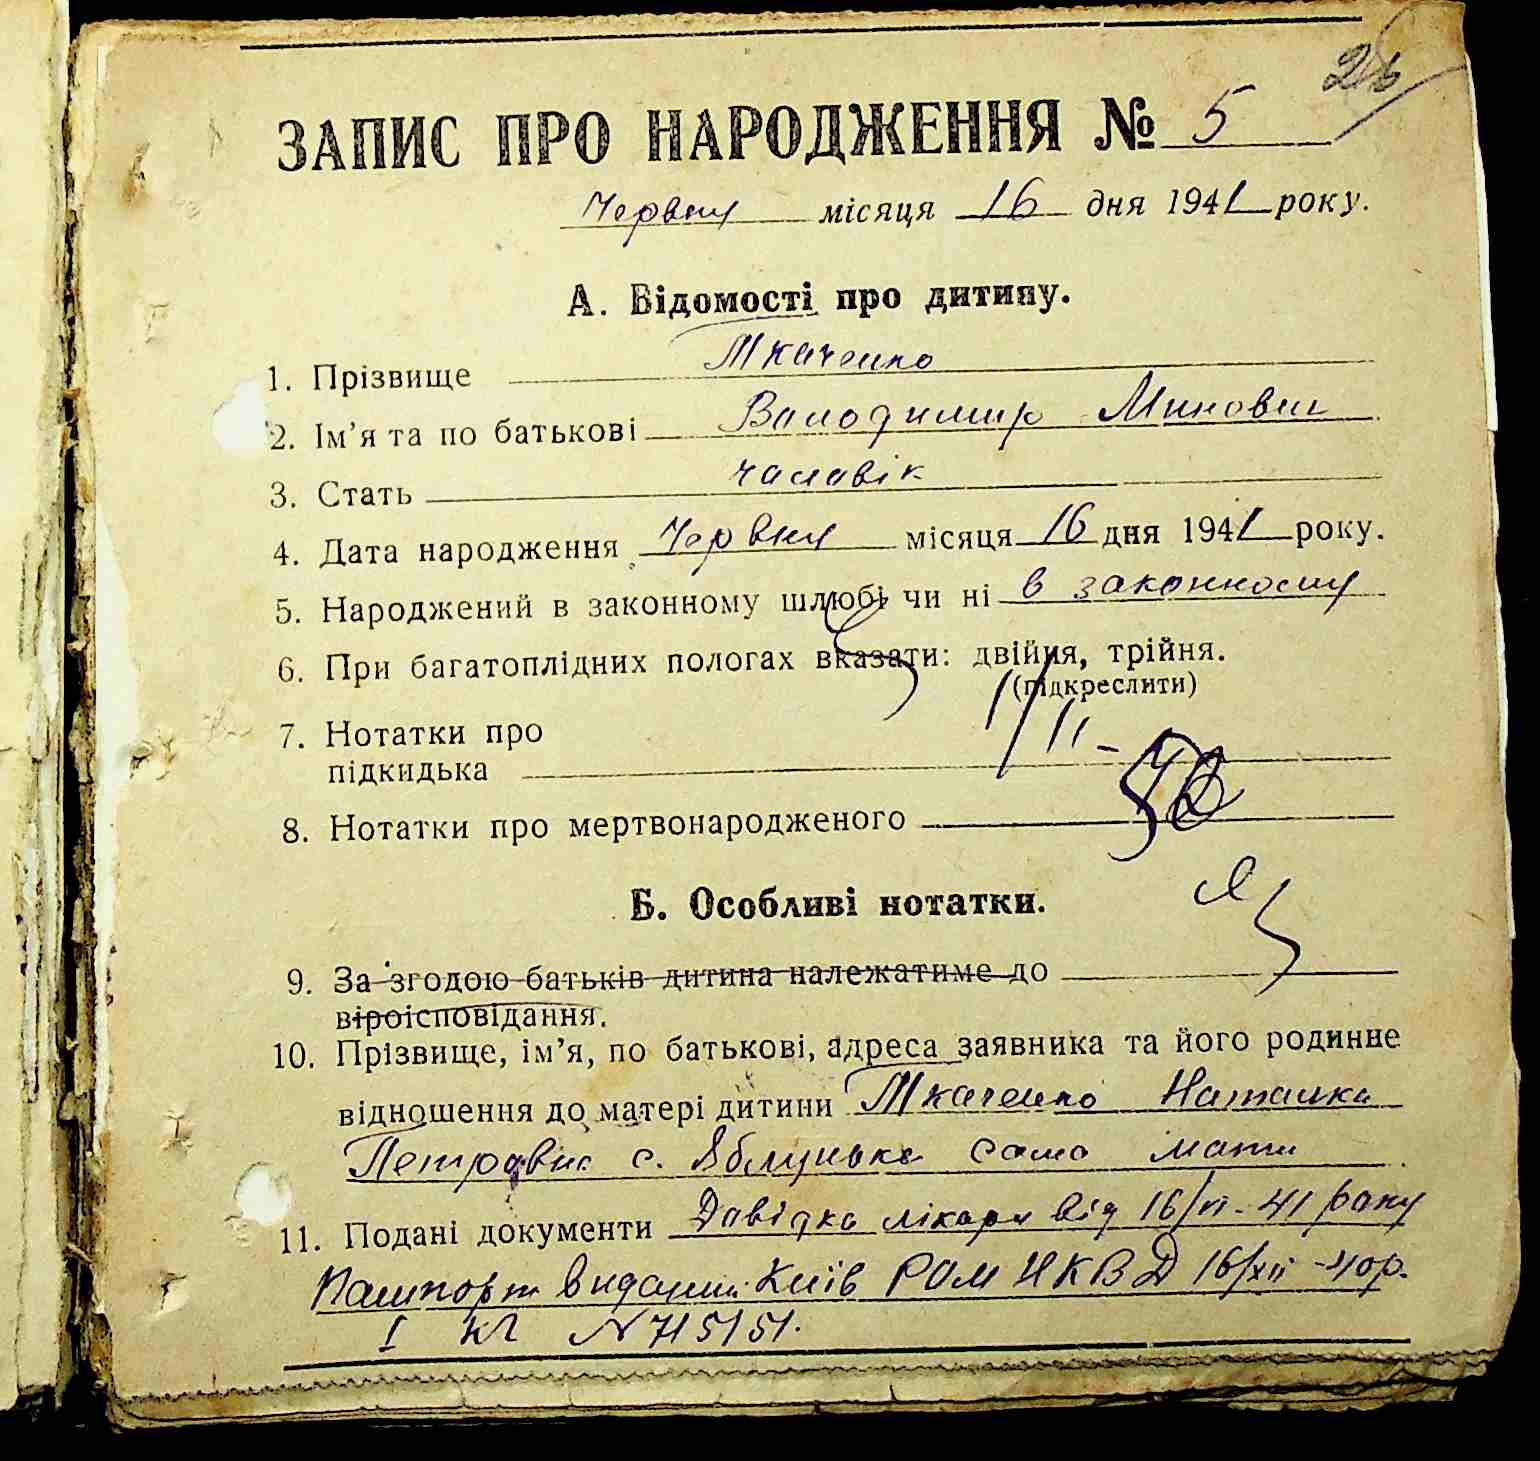 26
ЗАПИС ПРО НАРОДЖЕННЯ № 5
Червня місяця 16 дня 1941 року.
А. Відомості про дитину.
1. Прізвище Ткаченко
2. Ім'я та по батькові Володимир
3. Стать чоловік
4. Дата народження Червня місяця 16 дня 1941 року.
5. Народжений в законному шлюбі чи ні в законному
6. При багатоплідних пологах вказати: двійня, трійня.
(підкреслити)
7. Нотатки про
підкидька
8. Нотатки про мертвонародженого
Б. Особливі нотатки.
9. За згодою батьків дитина належатиме до
віроісповідання.
10. Прізвище, ім'я, по батькові, адреса заявника та його родинне
відношення до матері дитини Ткаченко Наталка
Петровна с. Яблунька сама мати
11. Подані документи Довідка лікаря від 16/VI-41 року
Пашпорт виданий Київ РОМ НКВД 16/XII-40р.
I КГ N 715151.